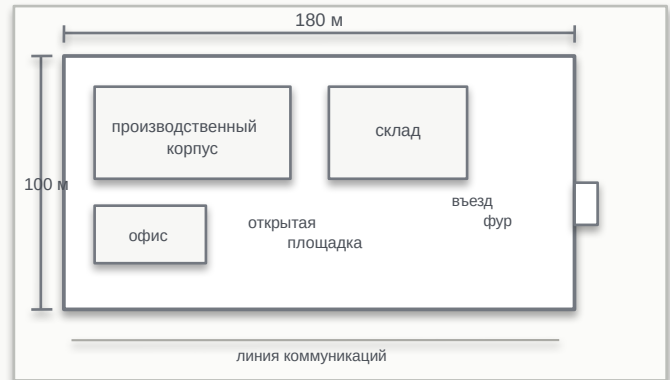 180 м
производственный
корпус
склад
100 м
въезд
фур
офис
открытая
площадка
линия коммуникаций